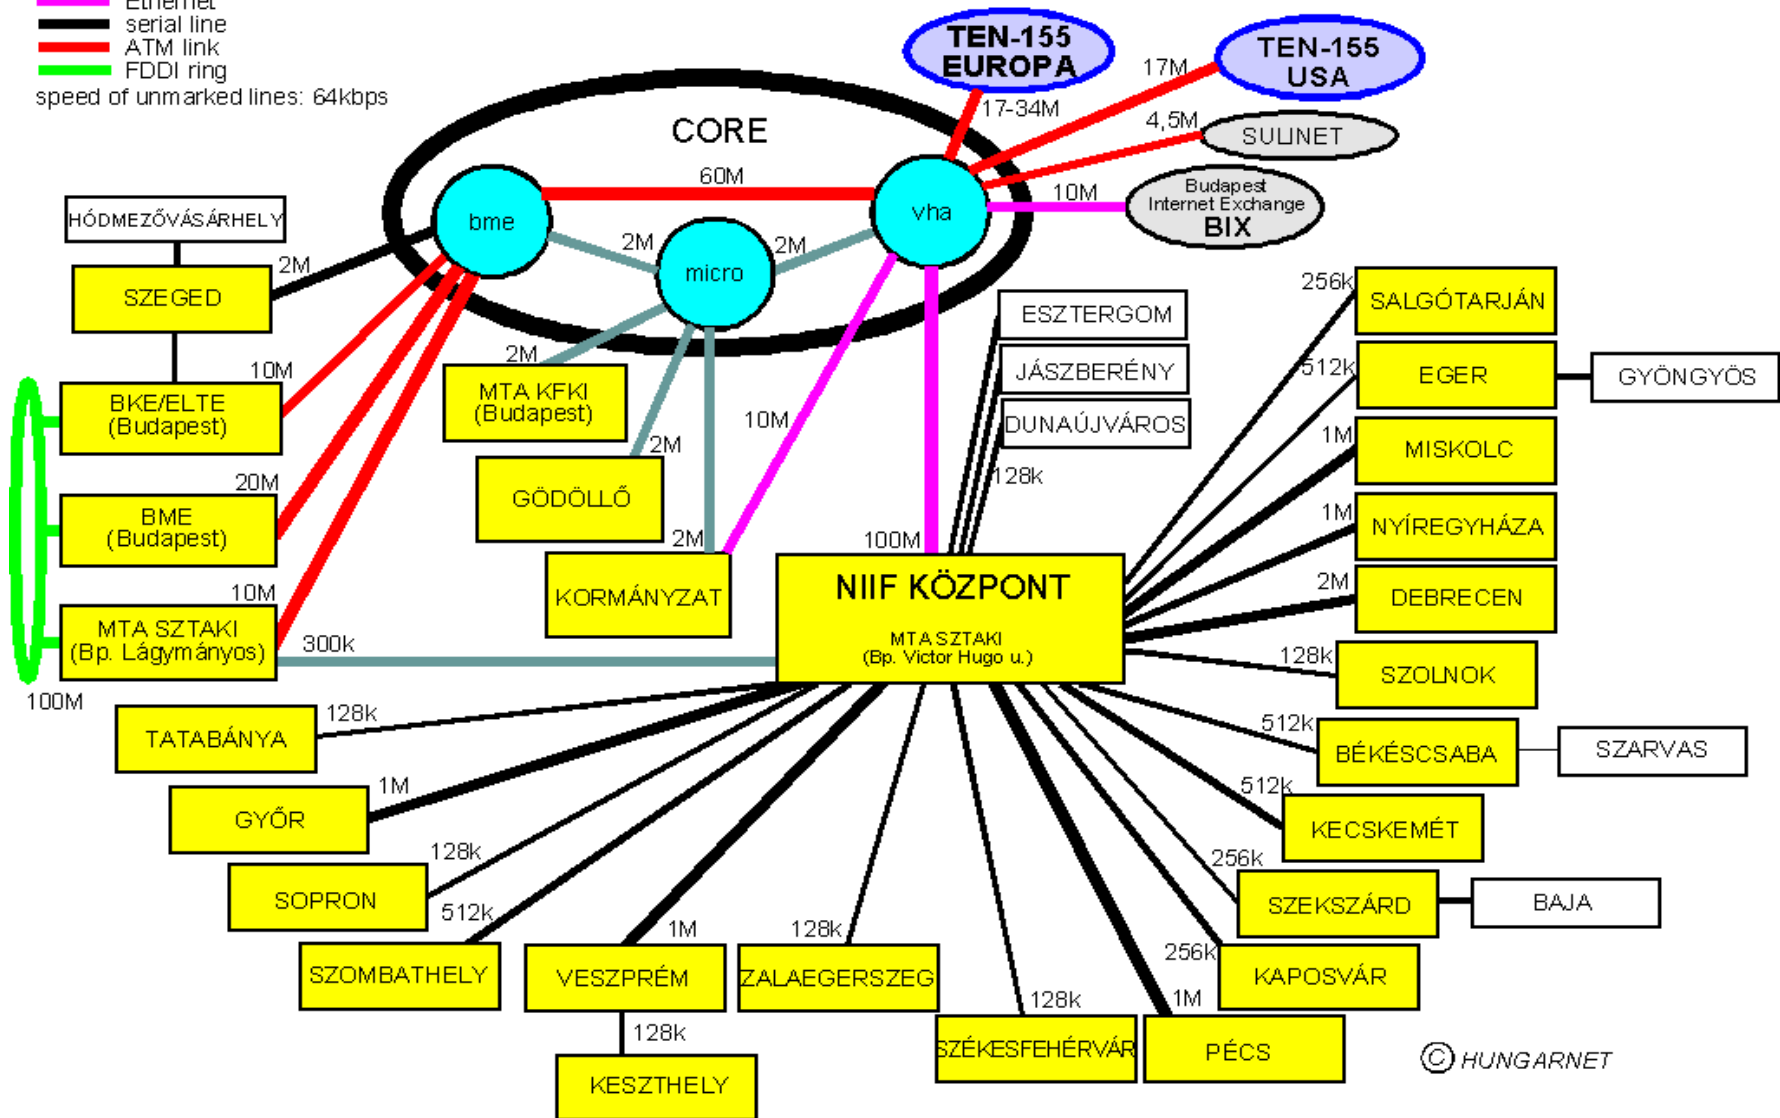 Ethernet
serial line
ATM link
FDDI ring
speed of unmarked lines: 64kbps
TEN-155
EUROPA
TEN-155
USA
17M
17-34M
4,5M
SULINET
CORE
60M
10M
Budapest
Internet Exchange
BIX
bme
vha
micro
2M
2M
HÓDMEZŐVÁSÁRHELY
2M
SZEGED
ESZTERGOM
256k
SALGÓTARJÁN
2M
JÁSZBERÉNY
512k
EGER
GYÖNGYÖS
10M
BKE/ELTE
(Budapest)
MTA KFKI
(Budapest)
10M
DUNAÚJVÁROS
1M
MISKOLC
2M
128k
20M
BME
(Budapest)
GÖDÖLLŐ
1M
NYÍREGYHÁZA
2M
100M
10M
KORMÁNYZAT
NIIF KÖZPONT
MTA SZTAKI
(Bp. Victor Hugo u.)
2M
DEBRECEN
MTA SZTAKI
(Bp. Lágymányos)
300k
128k
SZOLNOK
100M
TATABÁNYA
128k
512k
BÉKÉSCSABA
SZARVAS
1M
GYŐR
512k
KECSKEMÉT
128k
SOPRON
256k
SZEKSZÁRD
BAJA
512k
SZOMBATHELY
1M
VESZPRÉM
128k
ZALAEGERSZEG
256k
KAPOSVÁR
128k
KESZTHELY
128k
SZÉKESFEHÉRVÁR
1M
PÉCS
© HUNGARNET